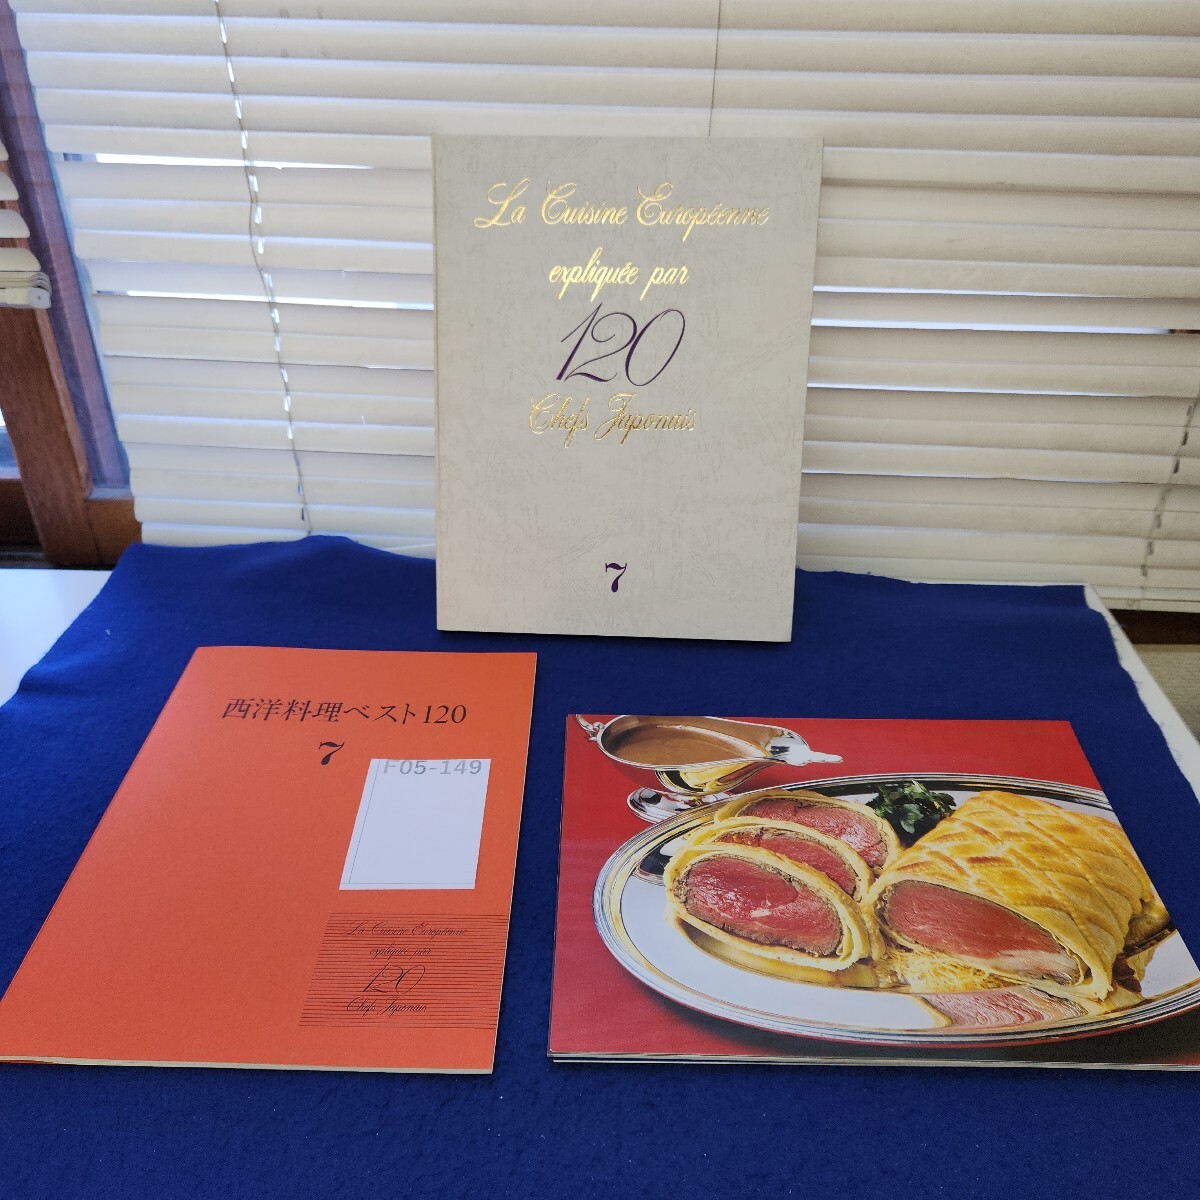 La Cuisine Européenne
expliquée par
120
Chefs Japonais
7
西洋料理ベスト120
7
F05-149
La Cuisine Européenne
expliquée par
120
Chefs Japonais